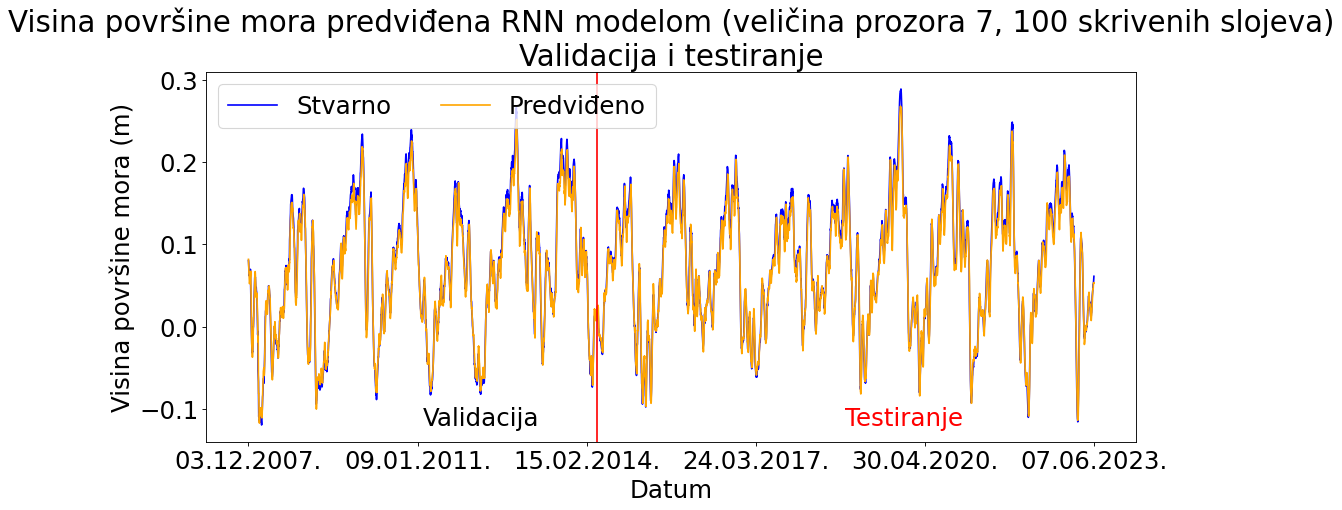 Visina površine mora predviđena RNN modelom (veličina prozora 7, 100 skrivenih slojeva)
Validacija i testiranje
Stvarno
Predviđeno
Visina površine mora (m)
0.3
0.2
0.1
0.0
−0.1
Validacija
Testiranje
03.12.2007.
09.01.2011.
15.02.2014.
24.03.2017.
30.04.2020.
07.06.2023.
Datum